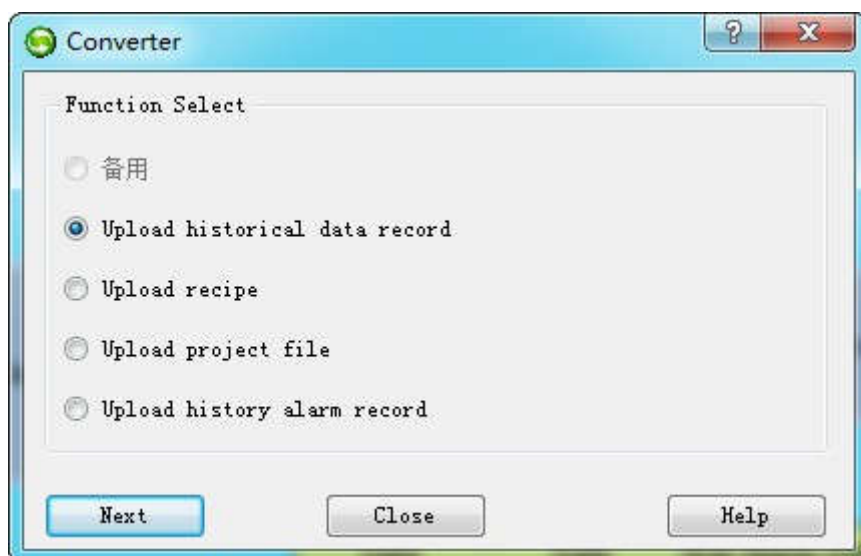 Converter
Function Select
备用
Upload historical data record
Upload recipe
Upload project file
Upload history alarm record
Next
Close
Help